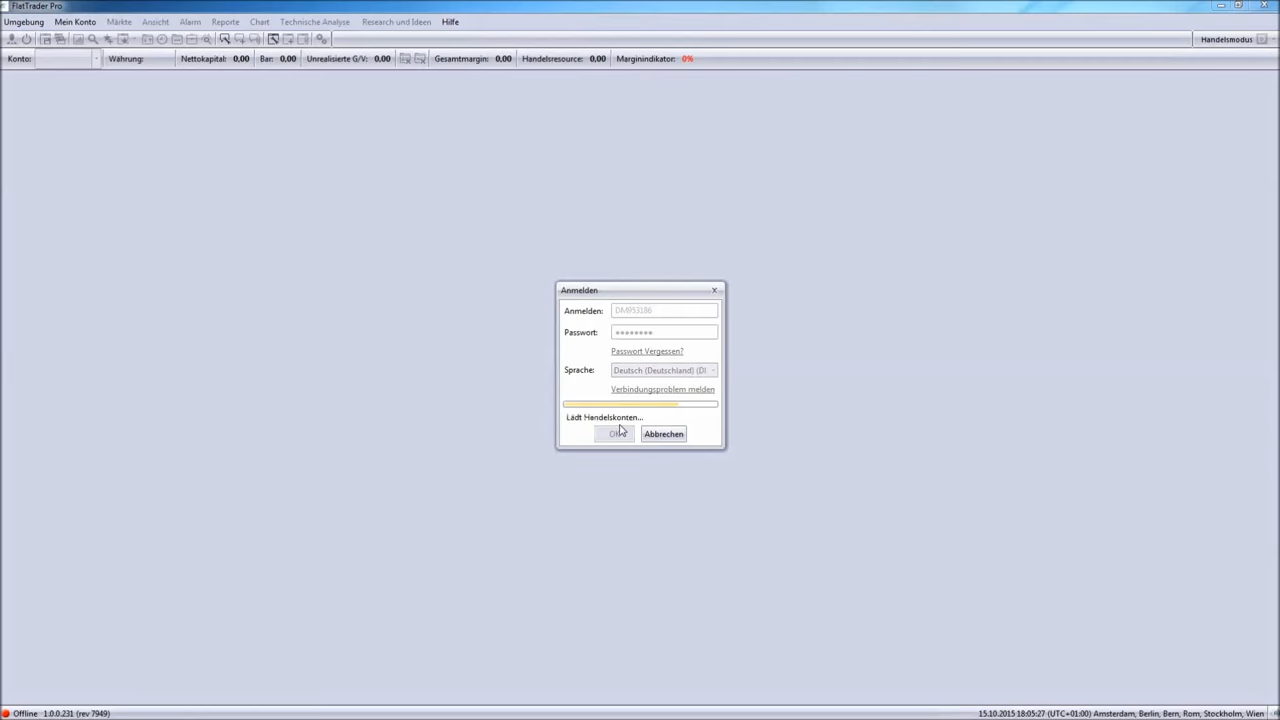 FlatTrader Pro
Umgebung Mein Konto Märkte Ansicht Alarm Reporte Chart Technische Analyse Research und Ideen Hilfe
Handelsmodus
Konto: Währung: Nettokapital: 0,00 Bar: 0,00 Unrealisierte G/V: 0,00 Gesamtmargin: 0,00 Handelsresource: 0,00 Marginindikator: 0%
Anmelden
Anmelden: DM953186
Passwort: ●●●●●●●●
Passwort Vergessen?
Sprache: Deutsch (Deutschland) (DI
Verbindungsproblem melden
Lädt Handelskonten...
OK Abbrechen
Offline 1.0.0.231 (rev 7949) 15.10.2015 18:05:27 (UTC+01:00) Amsterdam, Berlin, Bern, Rom, Stockholm, Wien